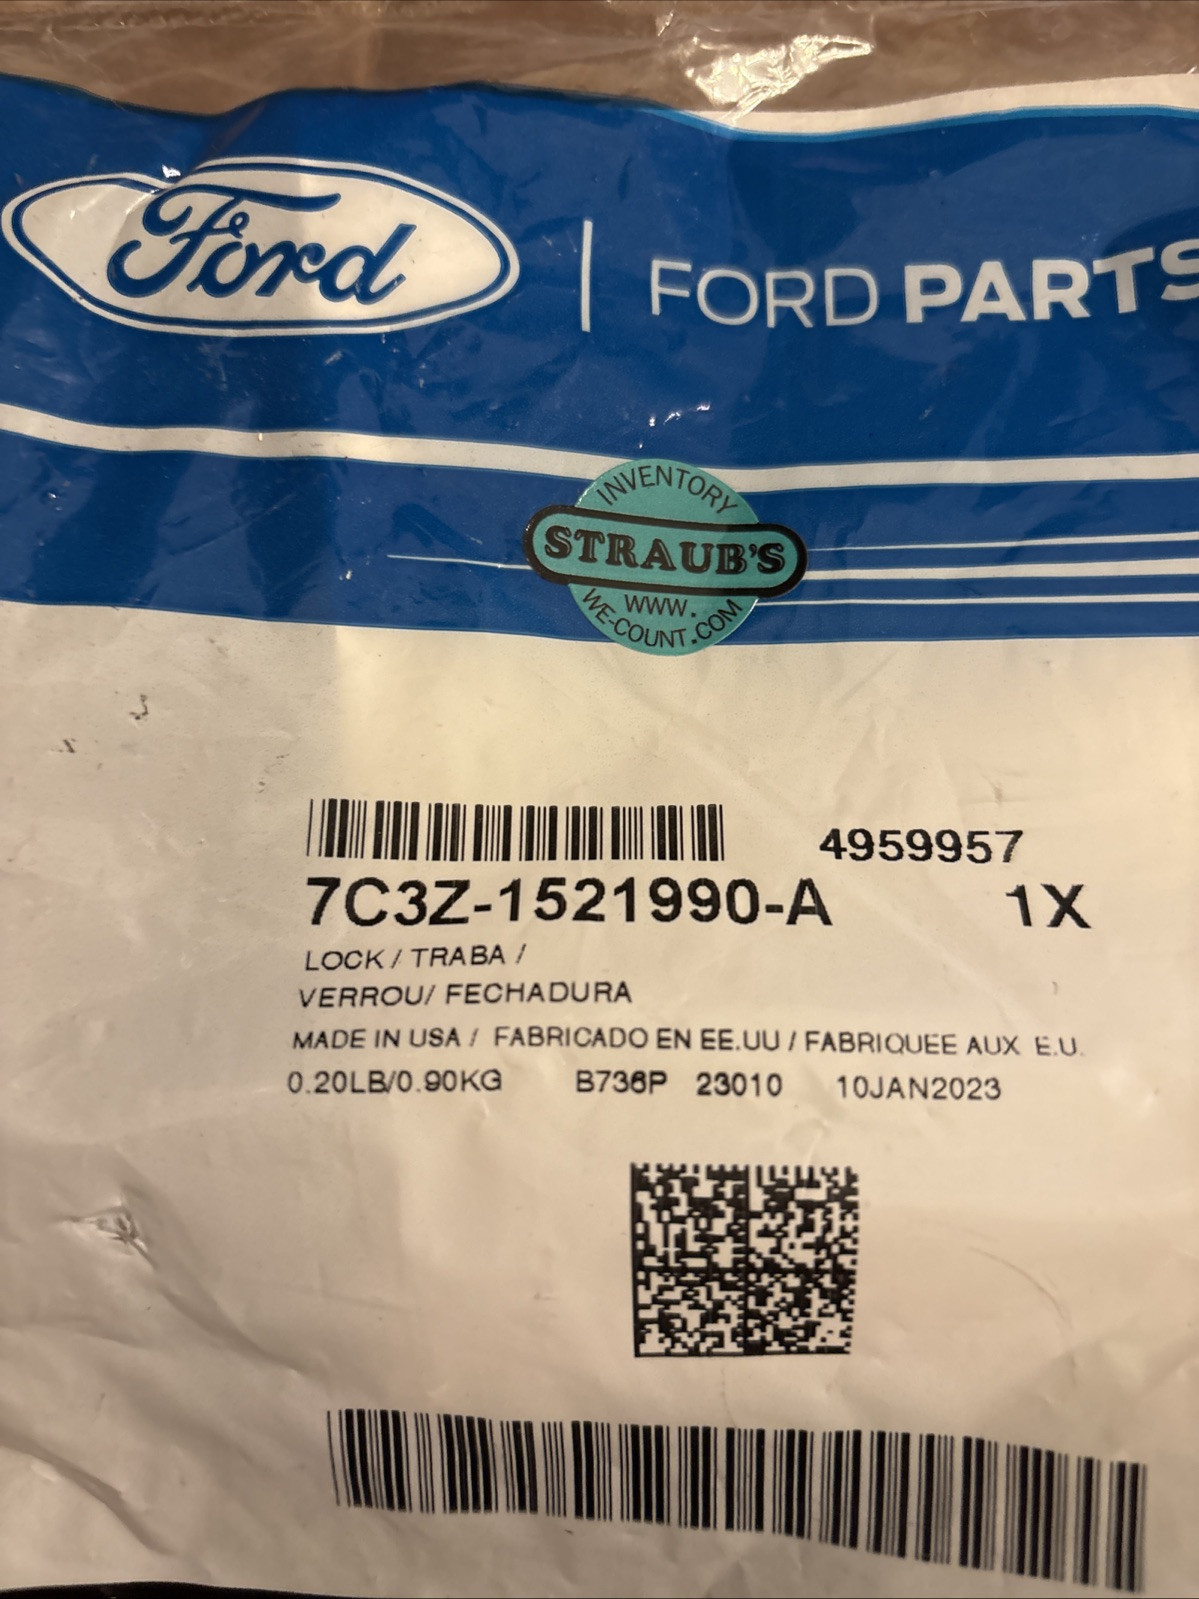 Ford
FORD PARTS
INVENTORY
STRAUB'S
WWW.
WE-COUNT.COM
4959957
7C3Z-1521990-A 1X
LOCK / TRABA /
VERROU/ FECHADURA
MADE IN USA / FABRICADO EN EE.UU / FABRIQUEE AUX E.U.
0.20LB/0.90KG B736P 23010 10JAN2023